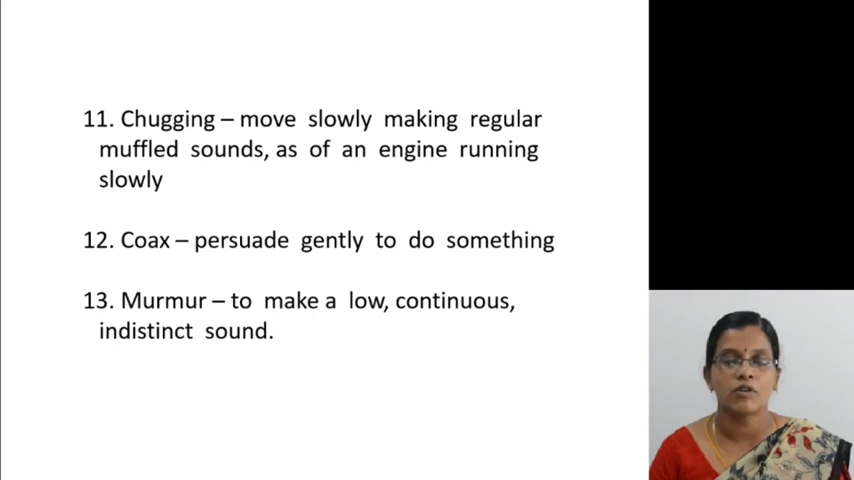 11. Chugging – move slowly making regular
muffled sounds, as of an engine running
slowly
12. Coax – persuade gently to do something
13. Murmur – to make a low, continuous,
indistinct sound.